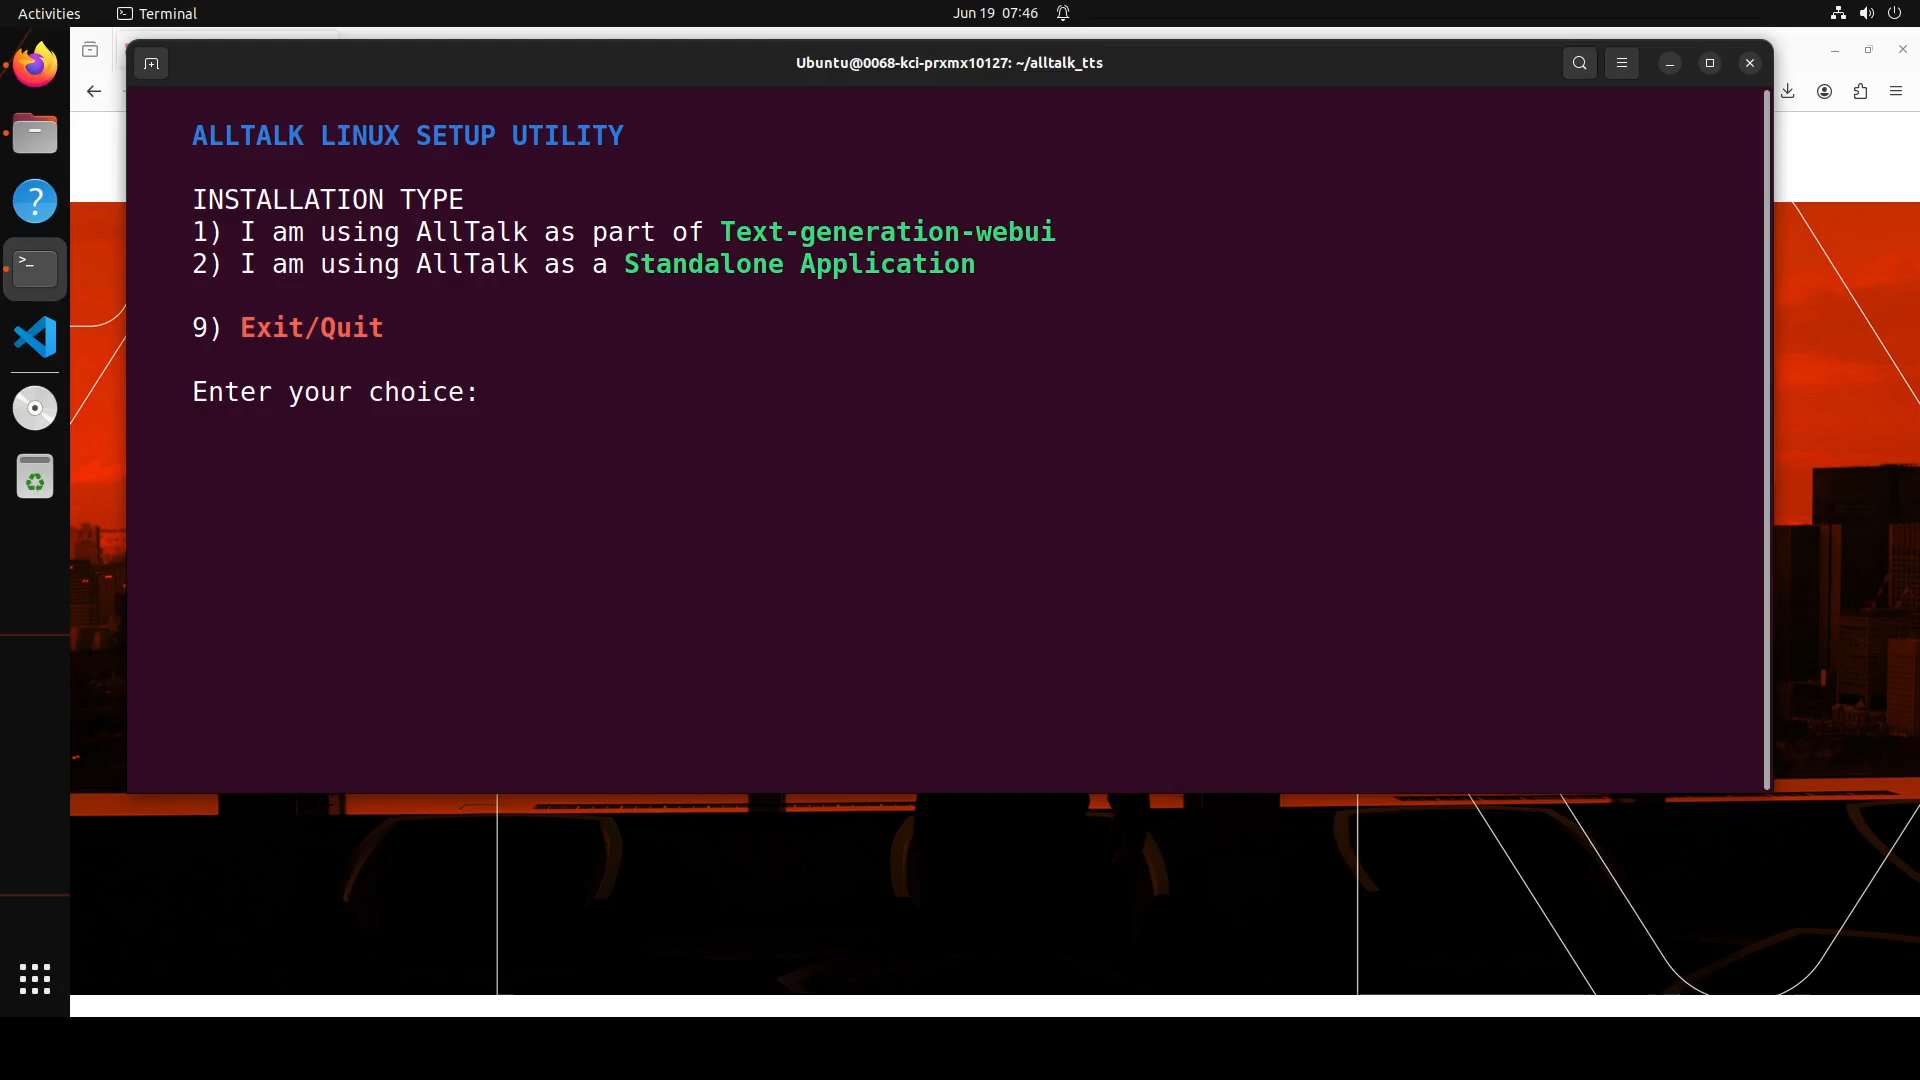 Activities
Terminal
Jun 19 07:46
Ubuntu@0068-kci-prxmx10127: ~/alltalk_tts
ALLTALK LINUX SETUP UTILITY
INSTALLATION TYPE
1) I am using AllTalk as part of Text-generation-webui
2) I am using AllTalk as a Standalone Application
9) Exit/Quit
Enter your choice: